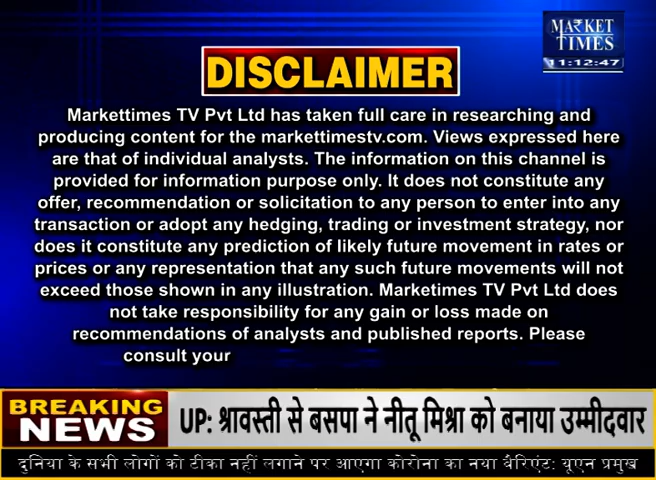 MARKET
TIMES
11:12:47
DISCLAIMER
Markettimes TV Pvt Ltd has taken full care in researching and
producing content for the markettimestv.com. Views expressed here
are that of individual analysts. The information on this channel is
provided for information purpose only. It does not constitute any
offer, recommendation or solicitation to any person to enter into any
transaction or adopt any hedging, trading or investment strategy, nor
does it constitute any prediction of likely future movement in rates or
prices or any representation that any such future movements will not
exceed those shown in any illustration. Marketimes TV Pvt Ltd does
not take responsibility for any gain or loss made on
recommendations of analysts and published reports. Please
consult your
BREAKING
NEWS
UP: श्रावस्ती से बसपा ने नीतू मिश्रा को बनाया उम्मीदवार
दुनिया के सभी लोगों को टीका नहीं लगाने पर आएगा कोरोना का नया वैरिएंट: यूएन प्रमुख